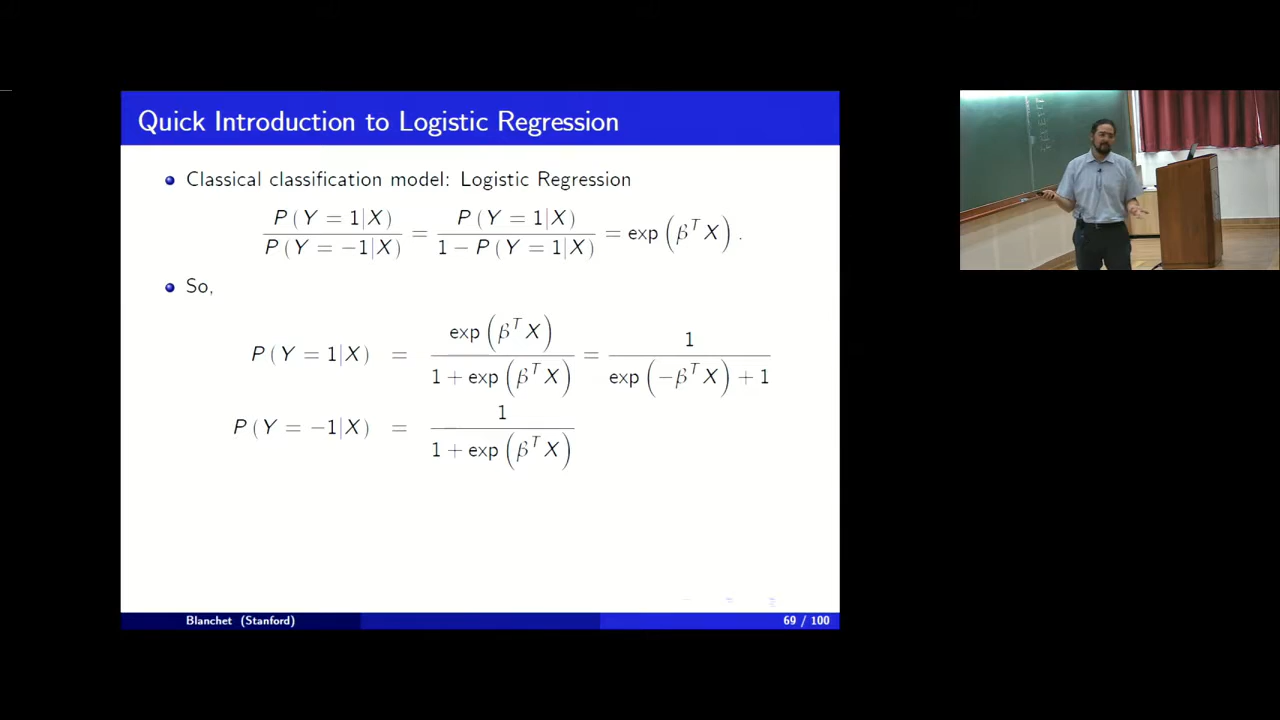 Quick Introduction to Logistic Regression
Classical classification model: Logistic Regression
P(Y = 1|X) / P(Y = −1|X) = P(Y = 1|X) / 1 − P(Y = 1|X) = exp(β^T X).
So,
P(Y = 1|X) = exp(β^T X) / 1 + exp(β^T X) = 1 / exp(−β^T X) + 1
P(Y = −1|X) = 1 / 1 + exp(β^T X)
Blanchet (Stanford) 69 / 100